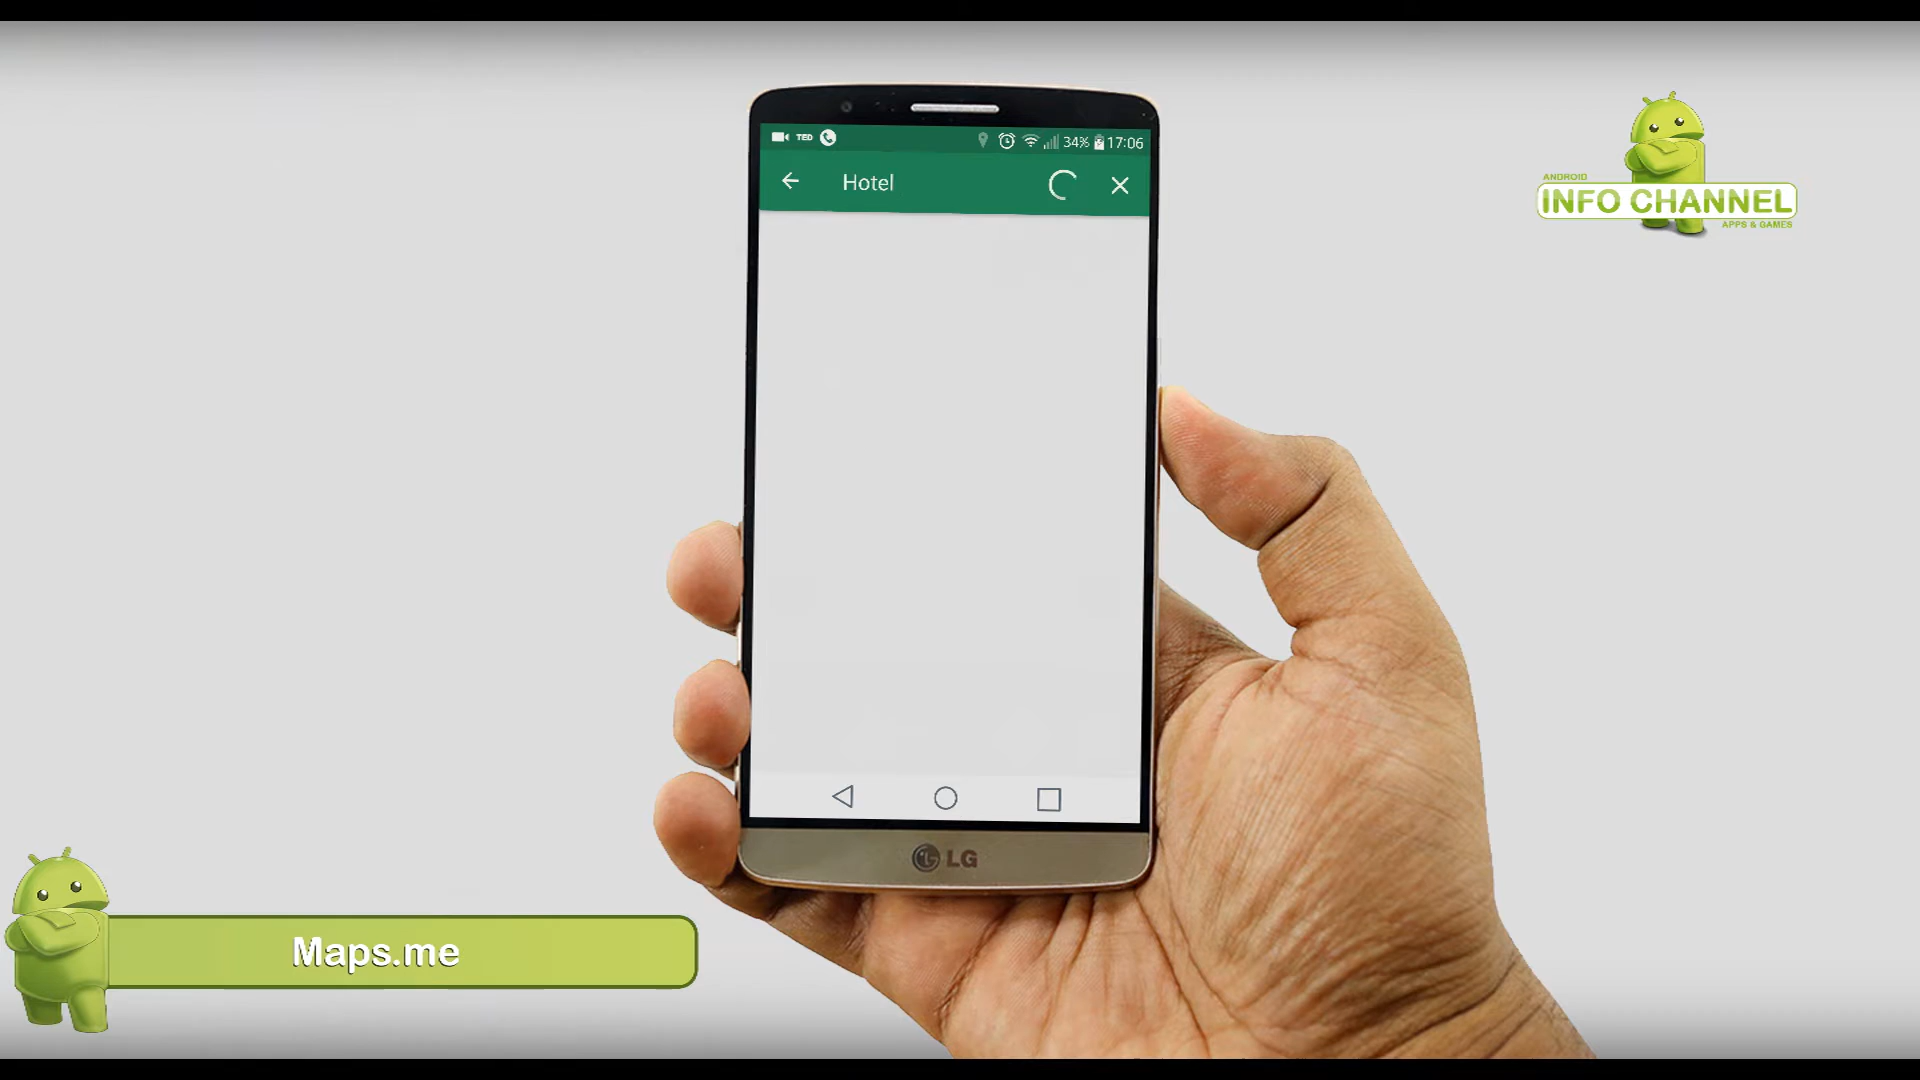 TED
34% 17:06
Hotel
ANDROID
INFO CHANNEL
APPS & GAMES
LG
Maps.me